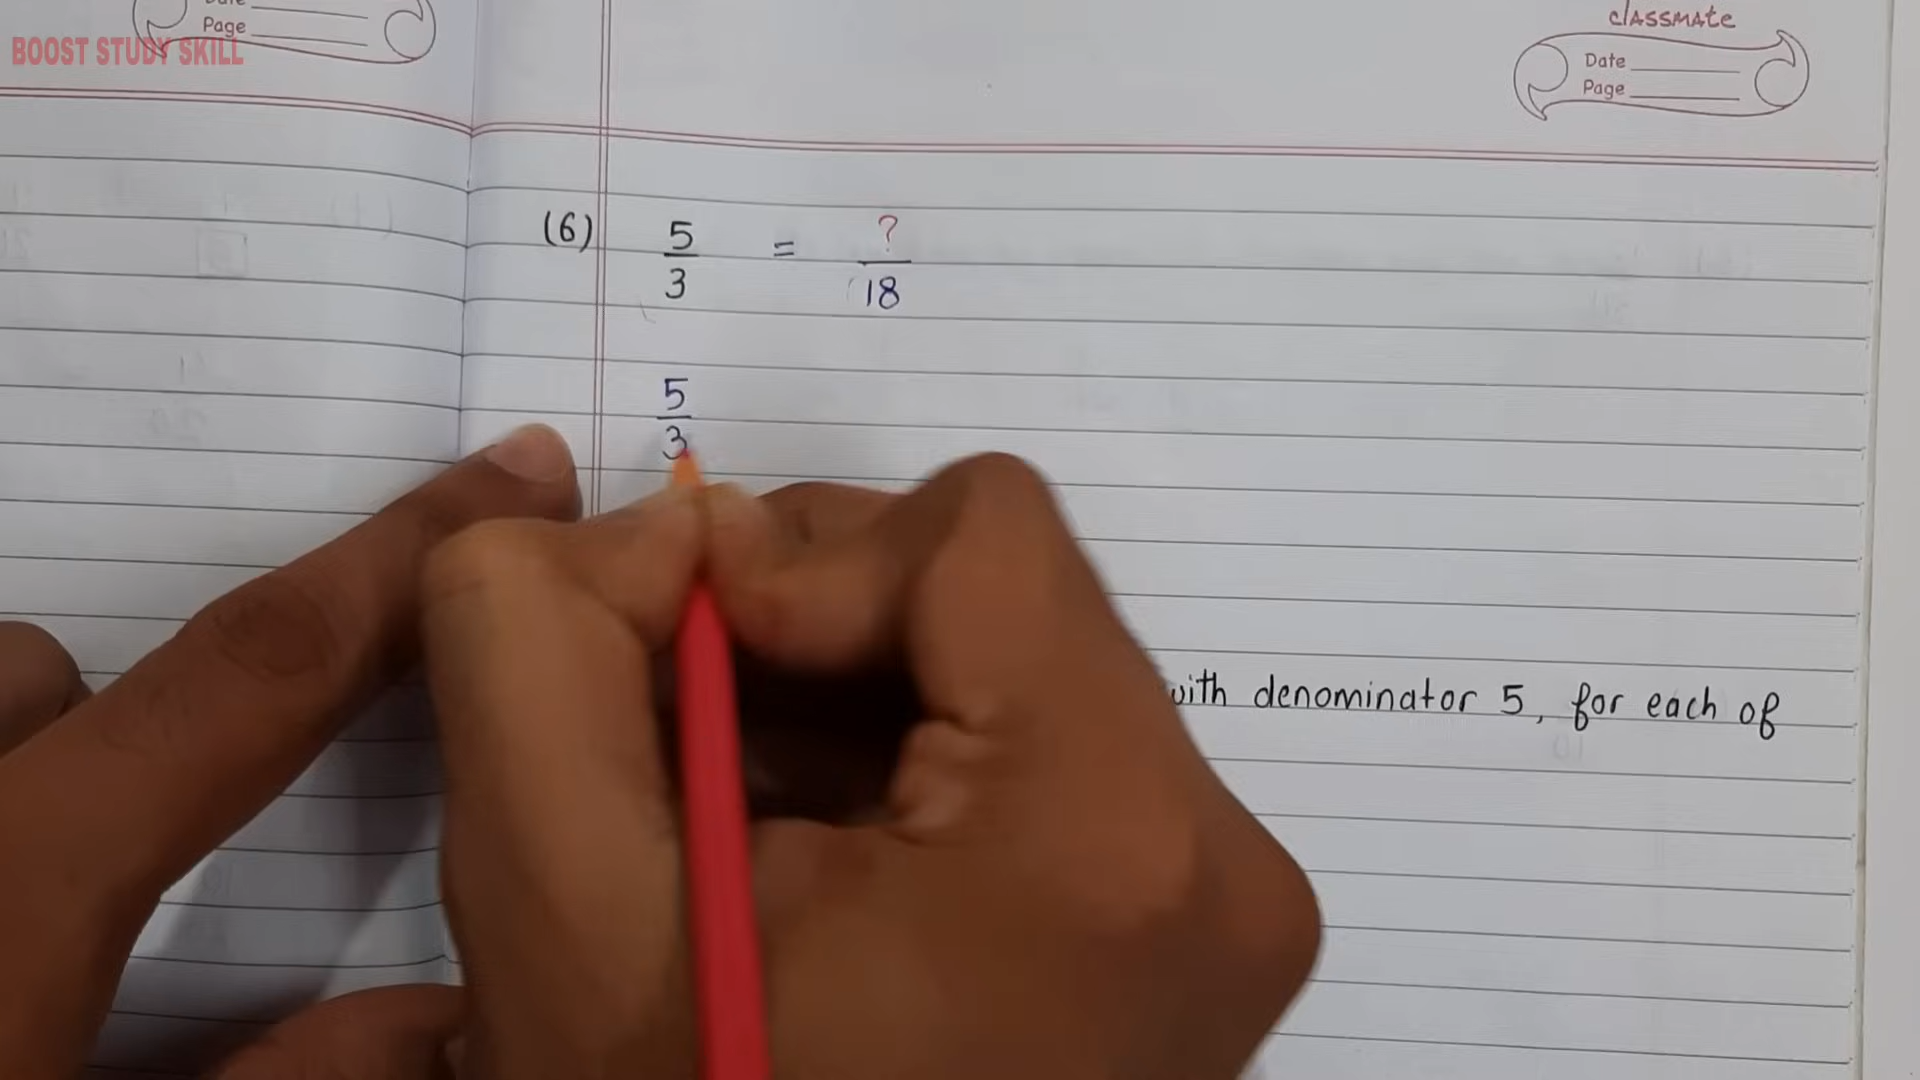 Page
BOOST STUDY SKILL
classmate
Date
Page
(6) 5/3 = ?/18
5/3
with denominator 5, for each of